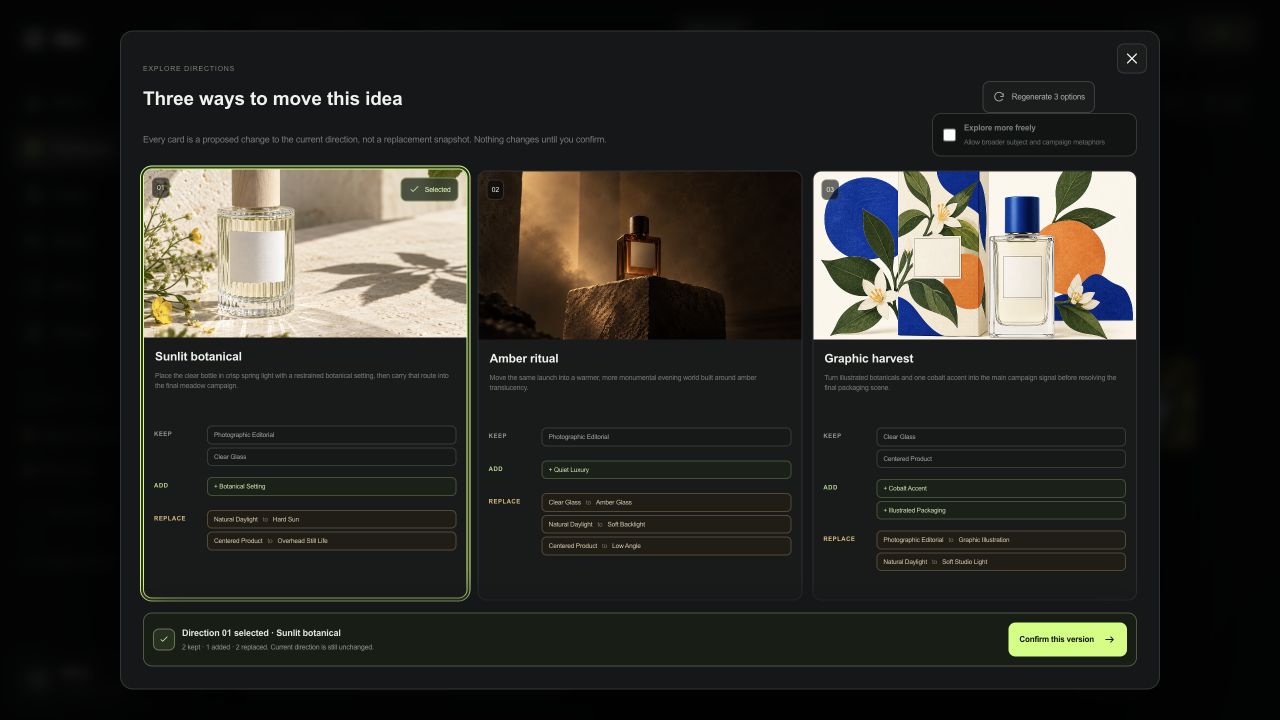 EXPLORE DIRECTIONS
Three ways to move this idea
Regenerate 3 options
Every card is a proposed change to the current direction, not a replacement snapshot. Nothing changes until you confirm.
Explore more freely
Allow broader subject and campaign metaphors
01
Selected
Sunlit botanical
Place the clear bottle in crisp spring light with a restrained botanical setting, then carry that route into
the final meadow campaign.
KEEP
Photographic Editorial
Clear Glass
ADD
+ Botanical Setting
REPLACE
Natural Daylight to Hard Sun
Centered Product to Overhead Still Life
02
Amber ritual
Move the same launch into a warmer, more monumental evening world built around amber
translucency.
KEEP
Photographic Editorial
ADD
+ Quiet Luxury
REPLACE
Clear Glass to Amber Glass
Natural Daylight to Soft Backlight
Centered Product to Low Angle
03
Graphic harvest
Turn illustrated botanicals and one cobalt accent into the main campaign signal before resolving the
final packaging scene.
KEEP
Clear Glass
Centered Product
ADD
+ Cobalt Accent
+ Illustrated Packaging
REPLACE
Photographic Editorial to Graphic Illustration
Natural Daylight to Soft Studio Light
Direction 01 selected · Sunlit botanical
2 kept · 1 added · 2 replaced. Current direction is still unchanged.
Confirm this version